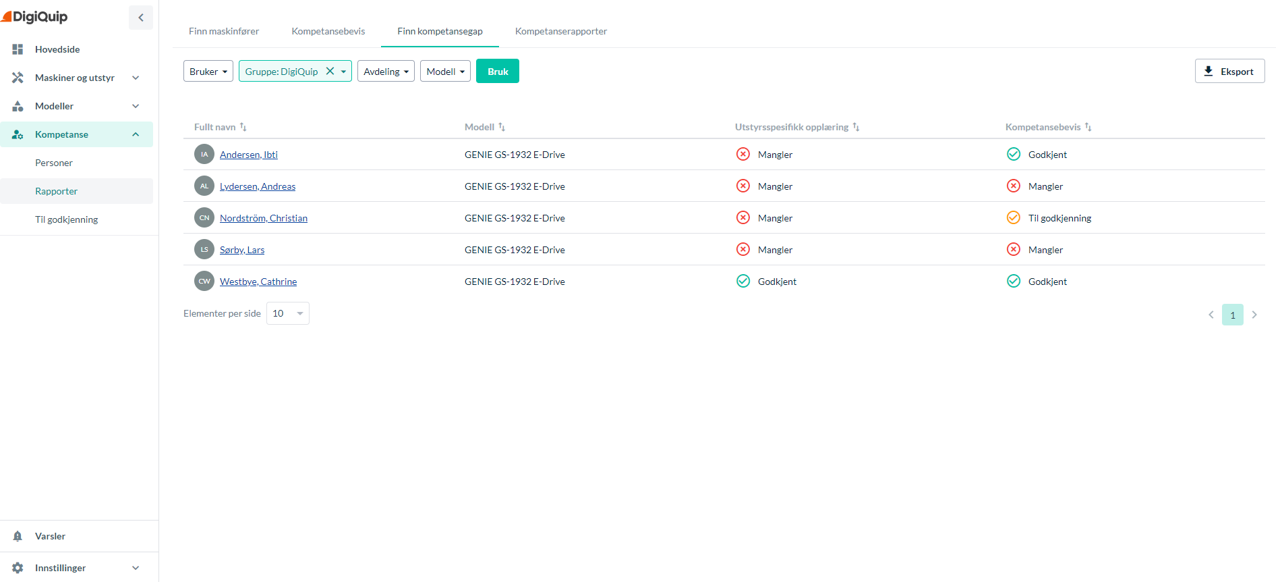 DigiQuip
Finn maskinfører Kompetansebevis Finn kompetansegap Kompetanserapporter
Hovedside
Maskiner og utstyr
Modeller
Kompetanse
Personer
Rapporter
Til godkjenning
Varsler
Innstillinger
Bruker Gruppe: DigiQuip Avdeling Modell Bruk Eksport
Fullt navn Modell Utstyrsspesifikk opplæring Kompetansebevis
IA Andersen, Ibti GENIE GS-1932 E-Drive Mangler Godkjent
AL Lydersen, Andreas GENIE GS-1932 E-Drive Mangler Mangler
CN Nordström, Christian GENIE GS-1932 E-Drive Mangler Til godkjenning
LS Sørby, Lars GENIE GS-1932 E-Drive Mangler Mangler
CW Westbye, Cathrine GENIE GS-1932 E-Drive Godkjent Godkjent
Elementer per side 10 1